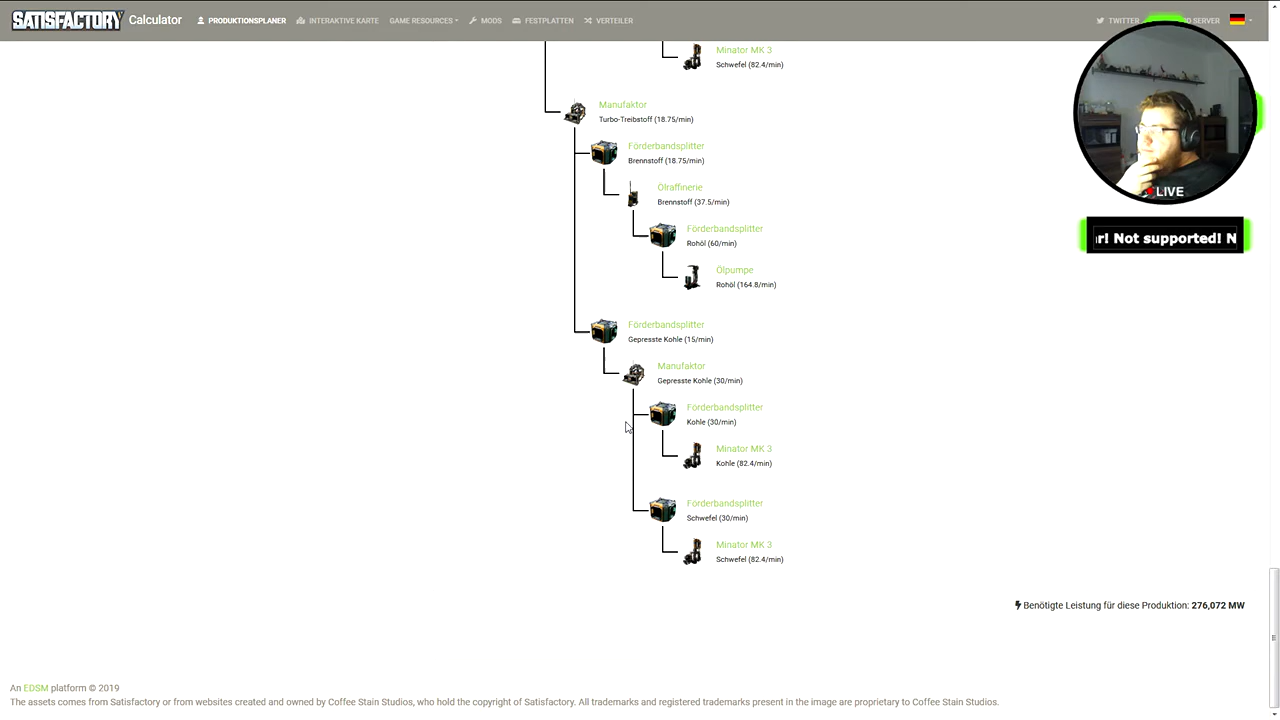 SATISFACTORY Calculator
PRODUKTIONSPLANER
INTERAKTIVE KARTE
GAME RESOURCES
MODS
FESTPLATTEN
VERTEILER
TWITTER
SERVER
Minator MK 3
Schwefel (82.4/min)
Manufaktor
Turbo-Treibstoff (18.75/min)
Förderbandsplitter
Brennstoff (18.75/min)
Ölraffinerie
Brennstoff (37.5/min)
Förderbandsplitter
Rohöl (60/min)
Ölpumpe
Rohöl (164.8/min)
Förderbandsplitter
Gepresste Kohle (15/min)
Manufaktor
Gepresste Kohle (30/min)
Förderbandsplitter
Kohle (30/min)
Minator MK 3
Kohle (82.4/min)
Förderbandsplitter
Schwefel (30/min)
Minator MK 3
Schwefel (82.4/min)
LIVE
r! Not supported! N
Benötigte Leistung für diese Produktion: 276,072 MW
An EDSM platform © 2019
The assets comes from Satisfactory or from websites created and owned by Coffee Stain Studios, who hold the copyright of Satisfactory. All trademarks and registered trademarks present in the image are proprietary to Coffee Stain Studios.